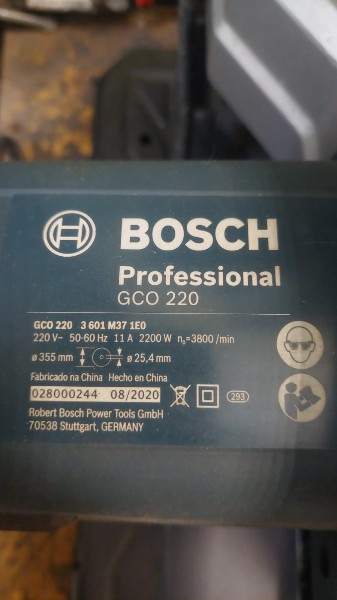 BOSCH
Professional
GCO 220
GCO 220 3 601 M37 1E0
220 V~ 50-60 Hz 11 A 2200 W n₀=3800 /min
ø 355 mm ø 25,4 mm
Fabricado na China Hecho en China
028000244 08/2020
293
Robert Bosch Power Tools GmbH
70538 Stuttgart, GERMANY